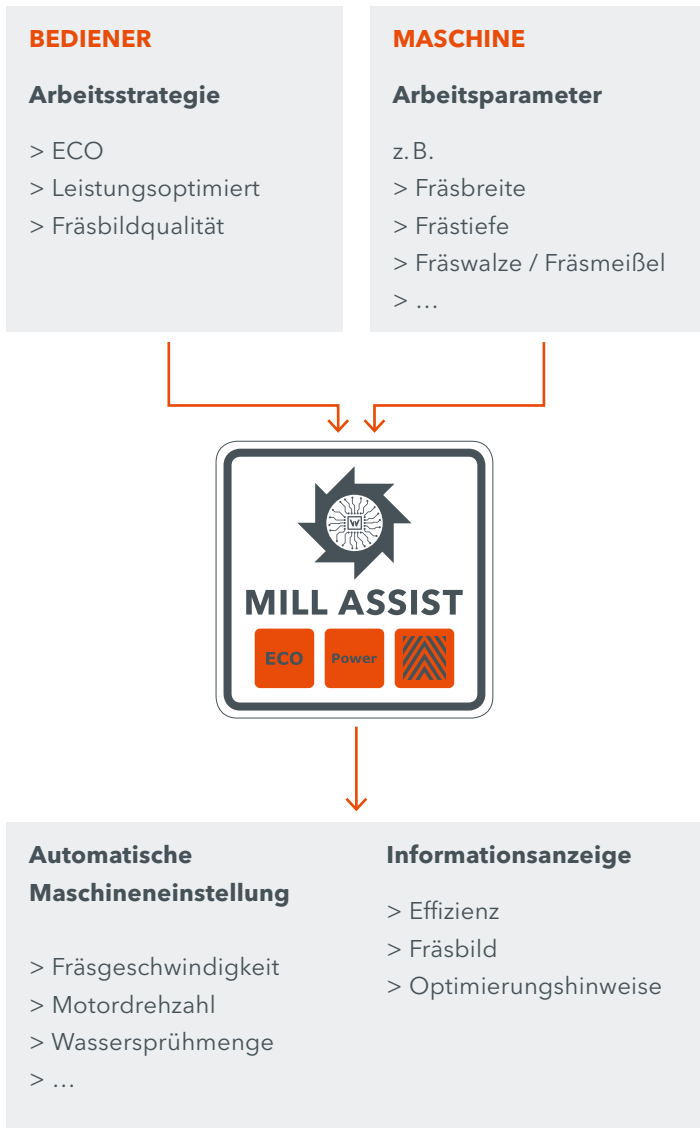 BEDIENER
Arbeitsstrategie
> ECO
> Leistungsoptimiert
> Fräsbildqualität
MASCHINE
Arbeitsparameter
z. B.
> Fräsbreite
> Frästiefe
> Fräswalze / Fräsmeißel
> …
W
MILL ASSIST
ECO
Power
Automatische
Maschineneinstellung
> Fräsgeschwindigkeit
> Motordrehzahl
> Wassersprühmenge
> …
Informationsanzeige
> Effizienz
> Fräsbild
> Optimierungshinweise